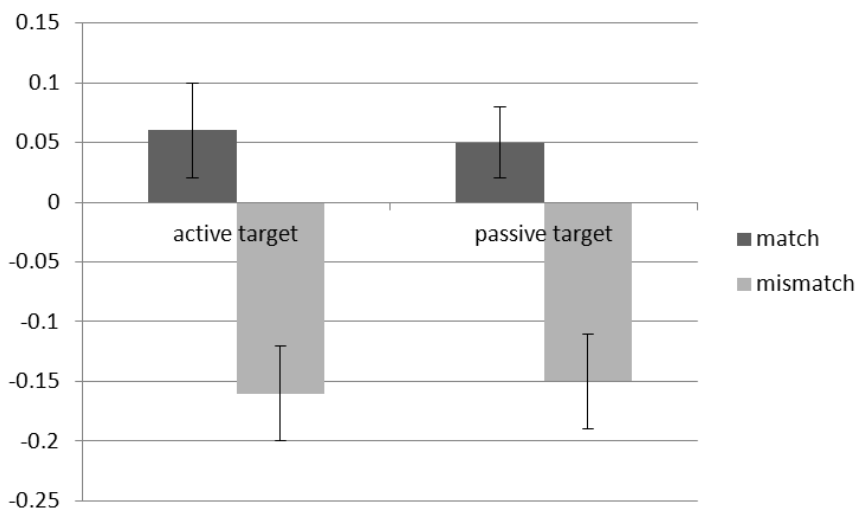 0.15
0.1
0.05
0
active target
passive target
-0.05
-0.1
-0.15
-0.2
-0.25
match
mismatch